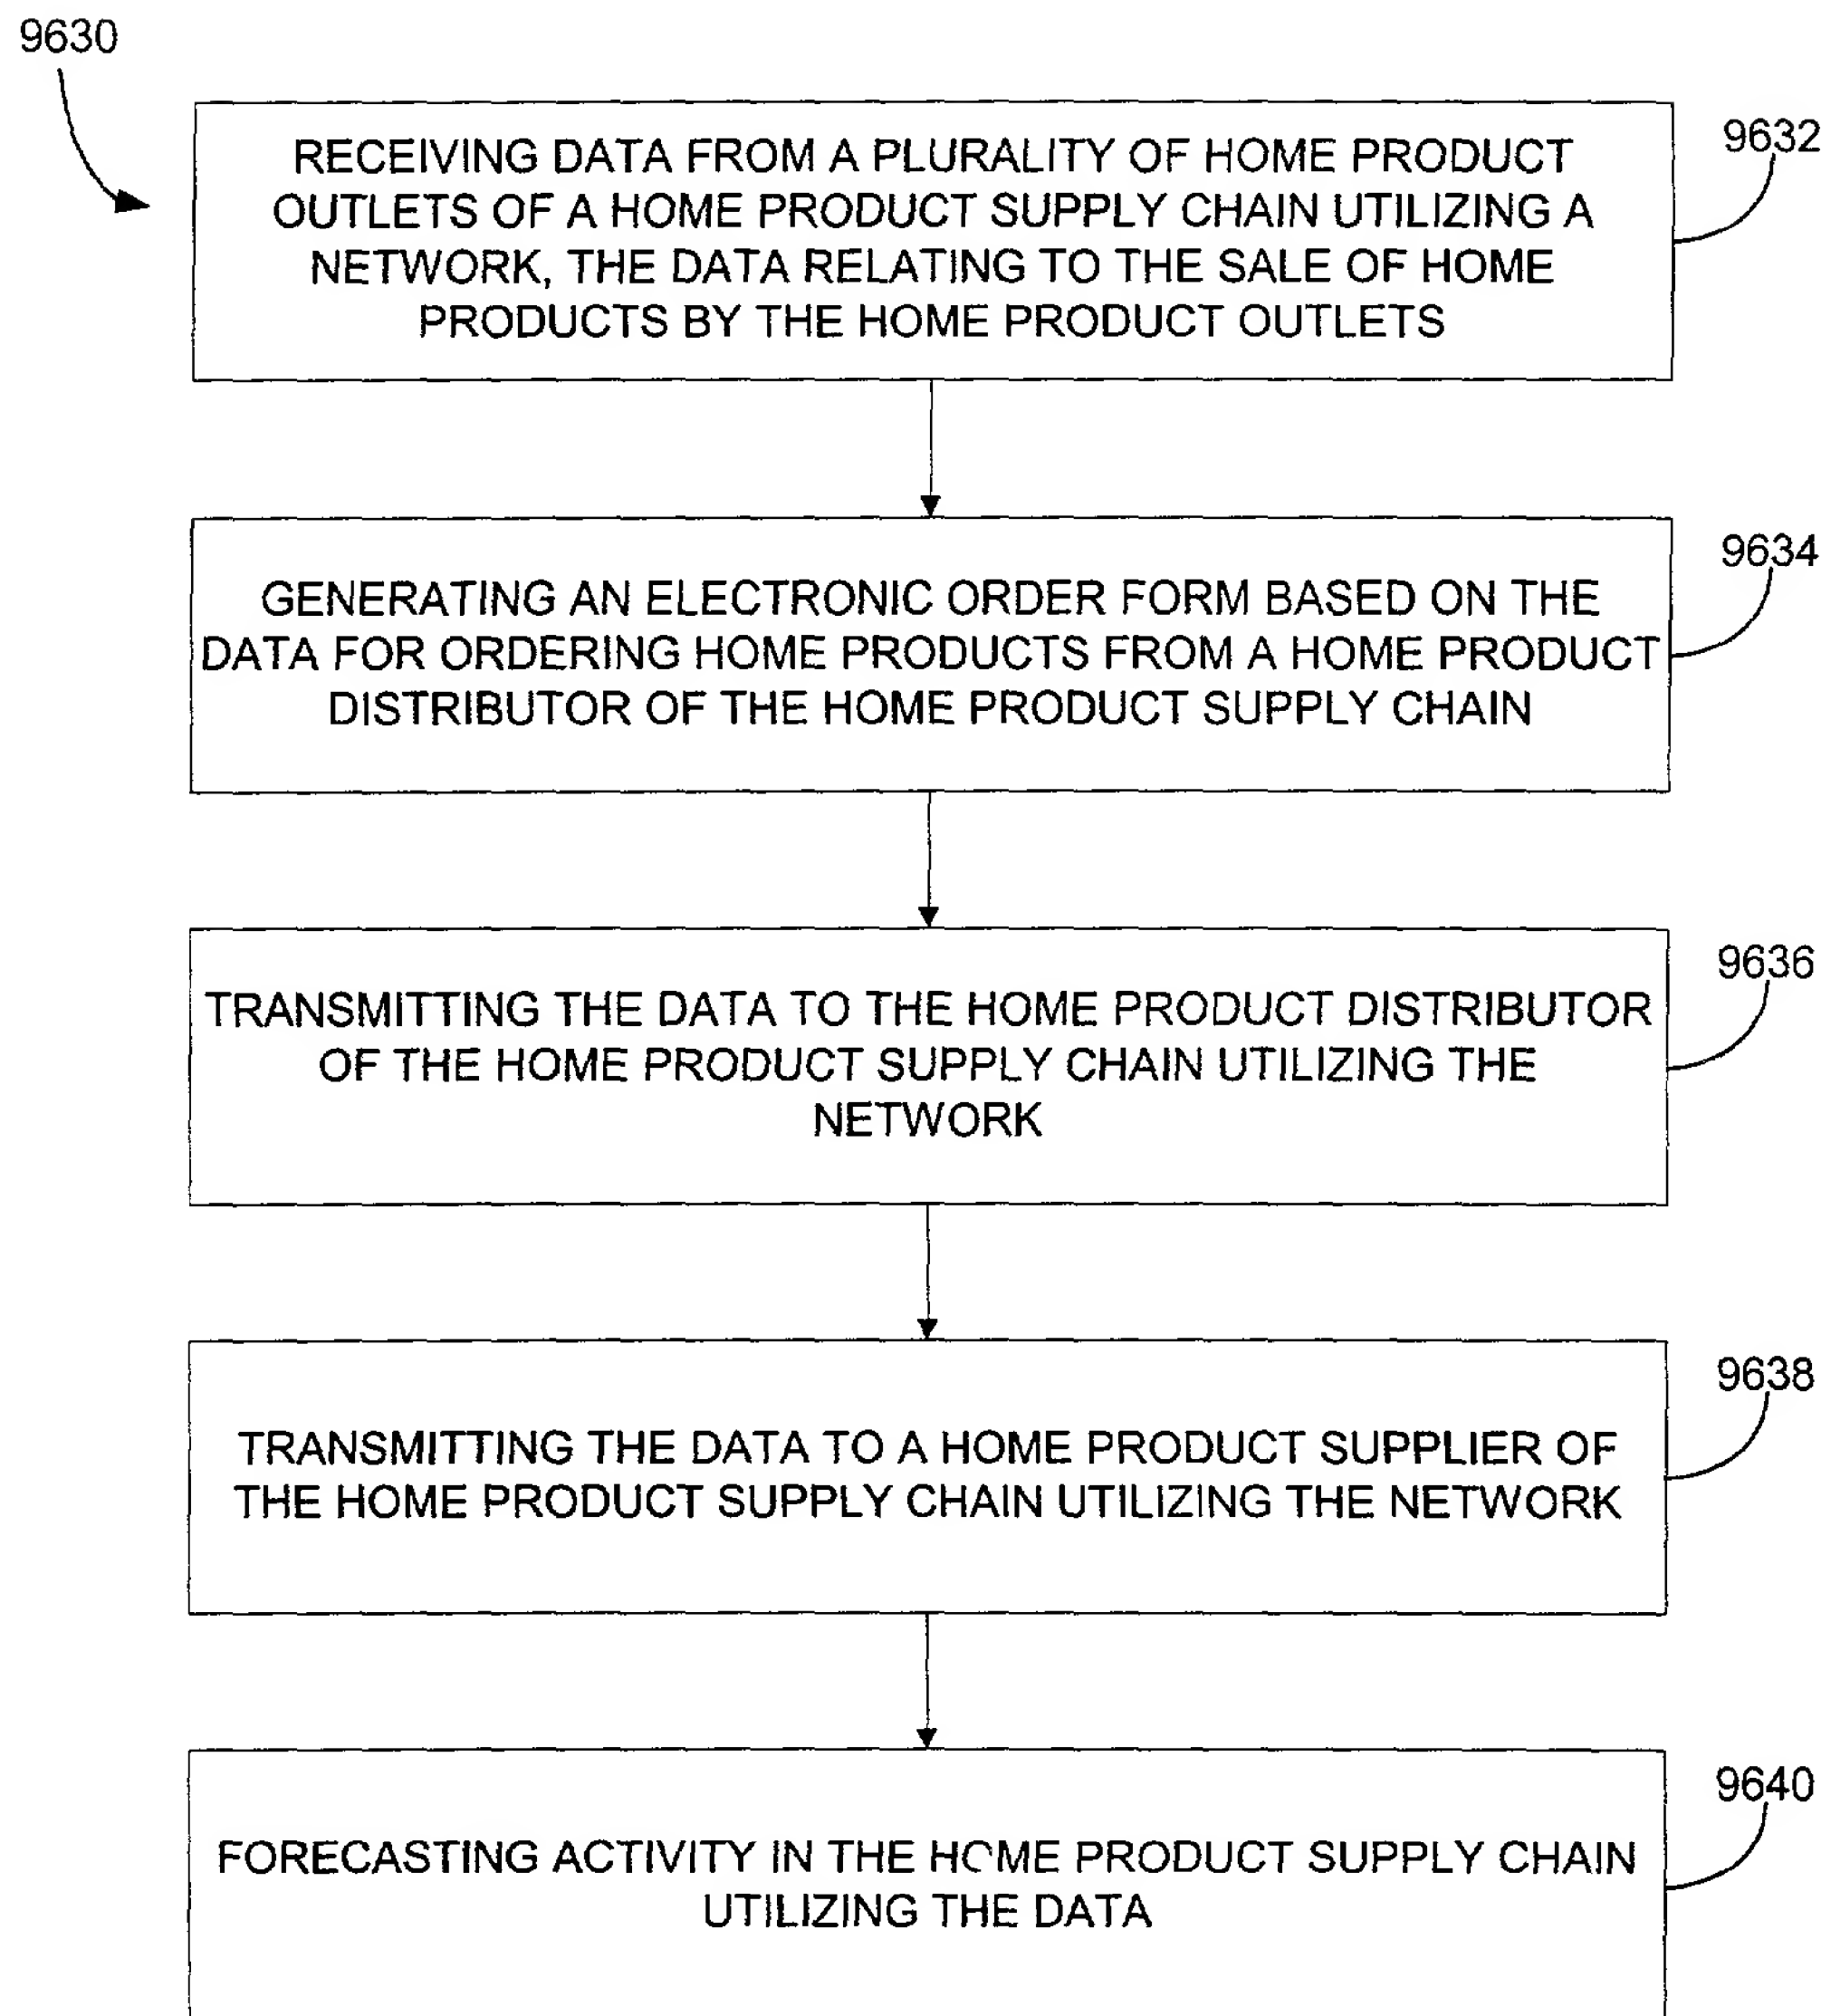 9630
RECEIVING DATA FROM A PLURALITY OF HOME PRODUCT
OUTLETS OF A HOME PRODUCT SUPPLY CHAIN UTILIZING A
NETWORK, THE DATA RELATING TO THE SALE OF HOME
PRODUCTS BY THE HOME PRODUCT OUTLETS
9632
GENERATING AN ELECTRONIC ORDER FORM BASED ON THE
DATA FOR ORDERING HOME PRODUCTS FROM A HOME PRODUCT
DISTRIBUTOR OF THE HOME PRODUCT SUPPLY CHAIN
9634
TRANSMITTING THE DATA TO THE HOME PRODUCT DISTRIBUTOR
OF THE HOME PRODUCT SUPPLY CHAIN UTILIZING THE
NETWORK
9636
TRANSMITTING THE DATA TO A HOME PRODUCT SUPPLIER OF
THE HOME PRODUCT SUPPLY CHAIN UTILIZING THE NETWORK
9638
FORECASTING ACTIVITY IN THE HOME PRODUCT SUPPLY CHAIN
UTILIZING THE DATA
9640